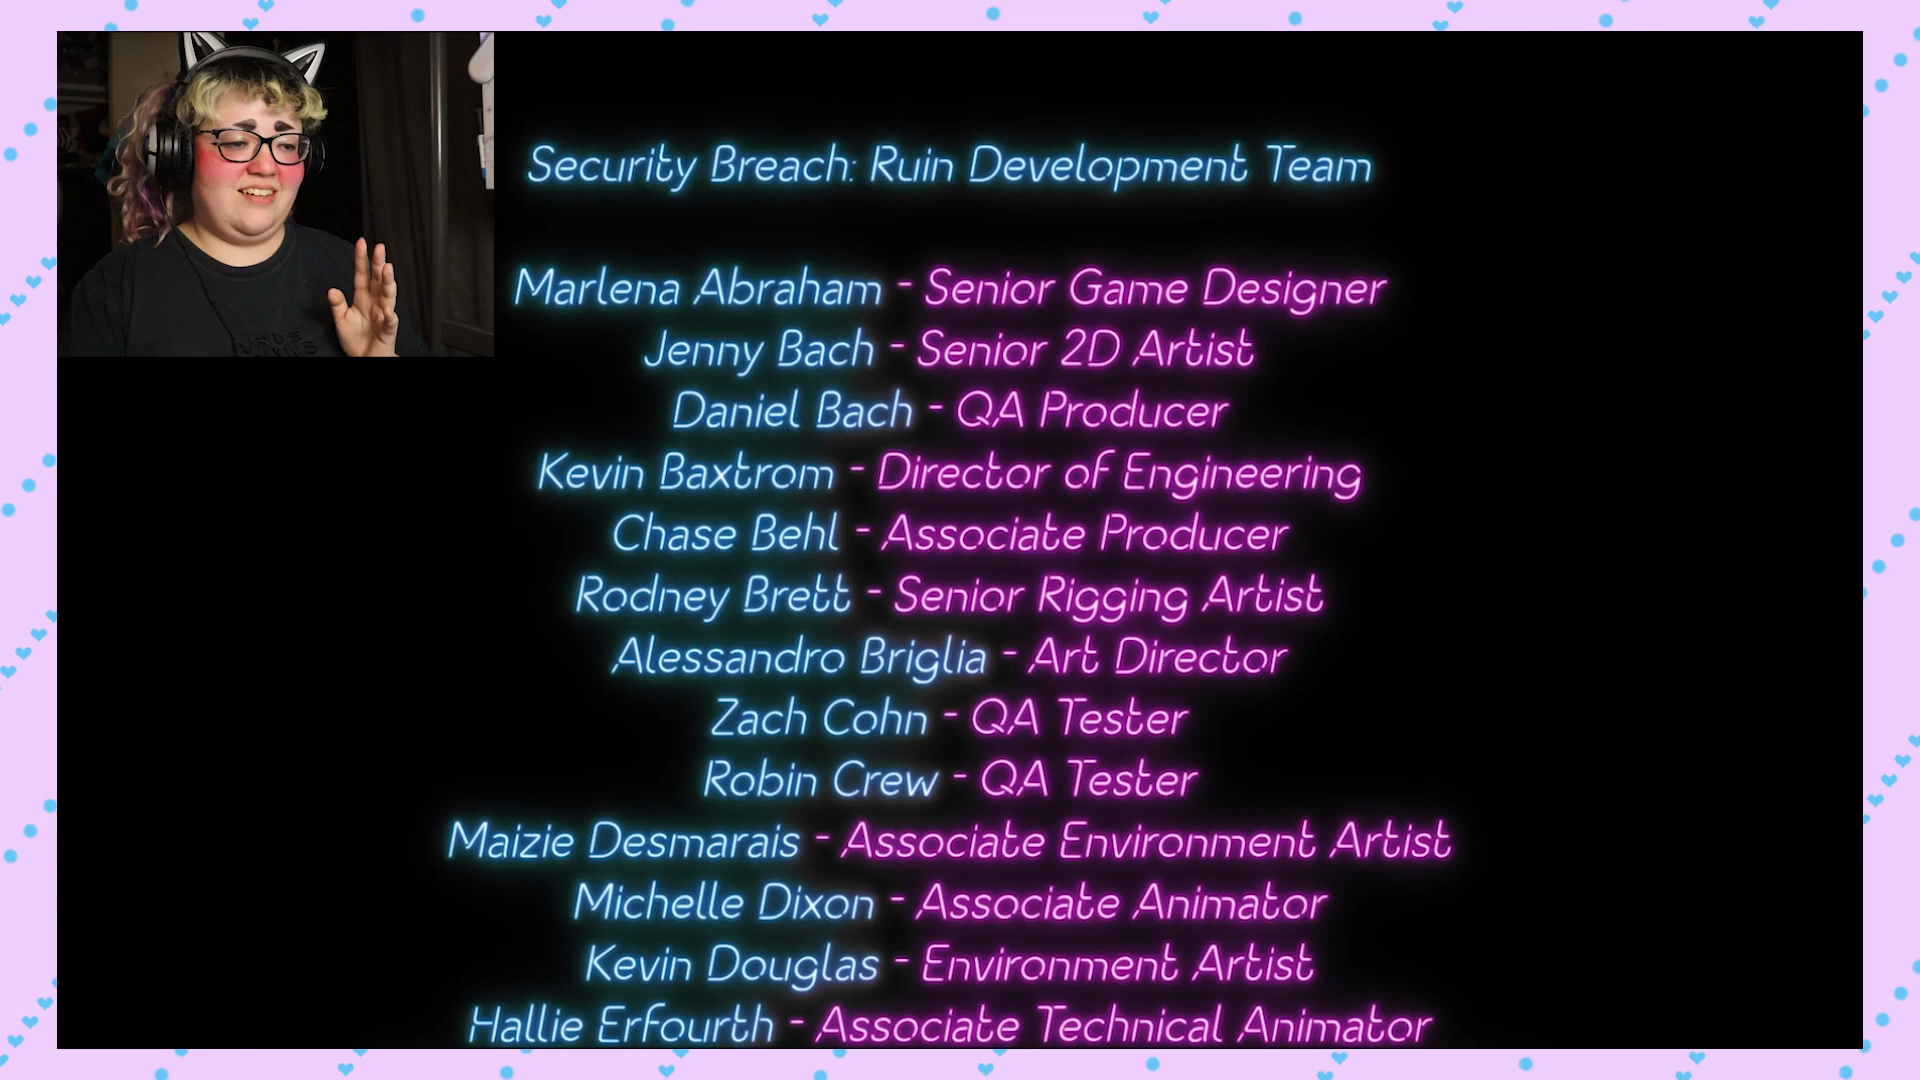 Security Breach: Ruin Development Team
Marlena Abraham - Senior Game Designer
Jenny Bach - Senior 2D Artist
Daniel Bach - QA Producer
Kevin Baxtrom - Director of Engineering
Chase Behl - Associate Producer
Rodney Brett - Senior Rigging Artist
Alessandro Briglia - Art Director
Zach Cohn - QA Tester
Robin Crew - QA Tester
Maizie Desmarais - Associate Environment Artist
Michelle Dixon - Associate Animator
Kevin Douglas - Environment Artist
Hallie Erfourth - Associate Technical Animator